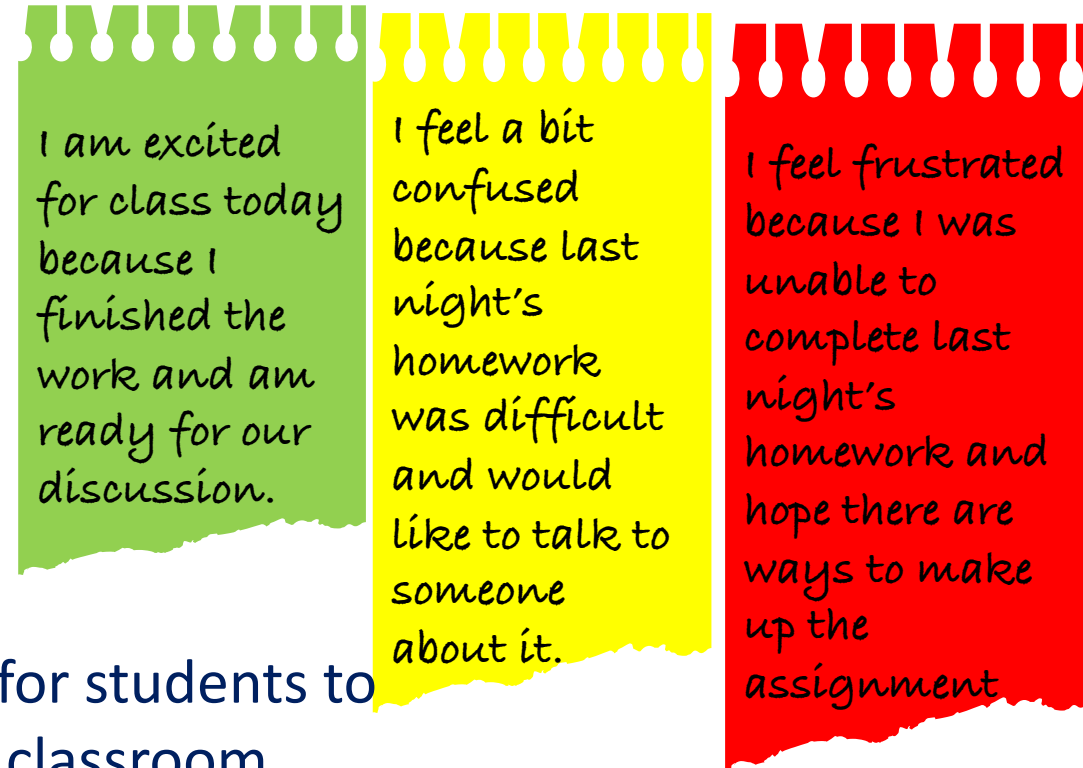 I am excited
for class today
because I
finished the
work and am
ready for our
discussion.
I feel a bit
confused
because last
night's
homework
was difficult
and would
like to talk to
someone
about it.
I feel frustrated
because I was
unable to
complete last
night's
homework and
hope there are
ways to make
up the
assignment
for students to
classroom